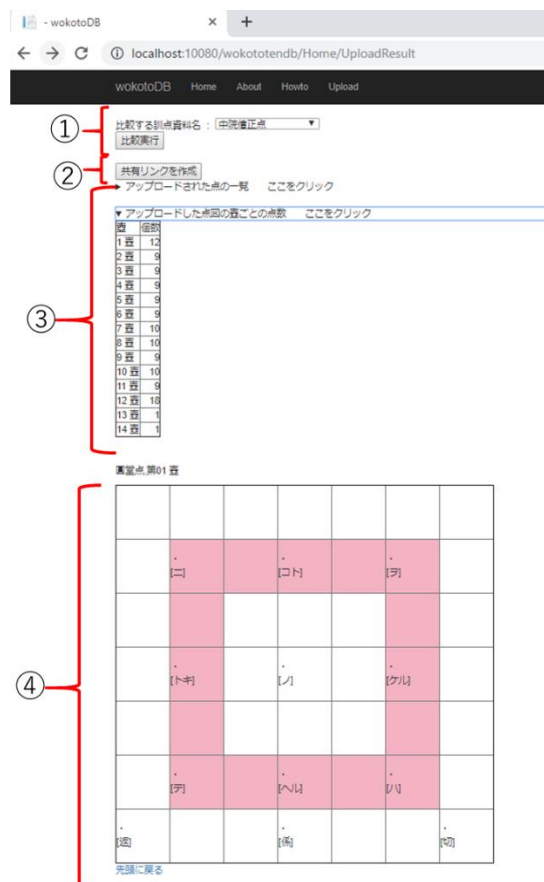 - wokotoDB
localhost:10080/wokototendb/Home/UploadResult
wokotoDB Home About Howto Upload
① 比較する訓点資料名 : 中院僧正点
比較実行
② 共有リンクを作成
③ ▶ アップロードされた点の一覧 ここをクリック
▼ アップロードした点図の壺ごとの点数 ここをクリック
壺 個数
1 壺 12
2 壺 9
3 壺 9
4 壺 9
5 壺 9
6 壺 9
7 壺 10
8 壺 10
9 壺 9
10 壺 10
11 壺 9
12 壺 18
13 壺 1
14 壺 1
圓堂点_第01 壺
④
[ニ] [コト] [ヲ]
[トキ] [ノ] [ケル]
[テ] [ヘル] [ハ]
[返] [係] [切]
先頭に戻る